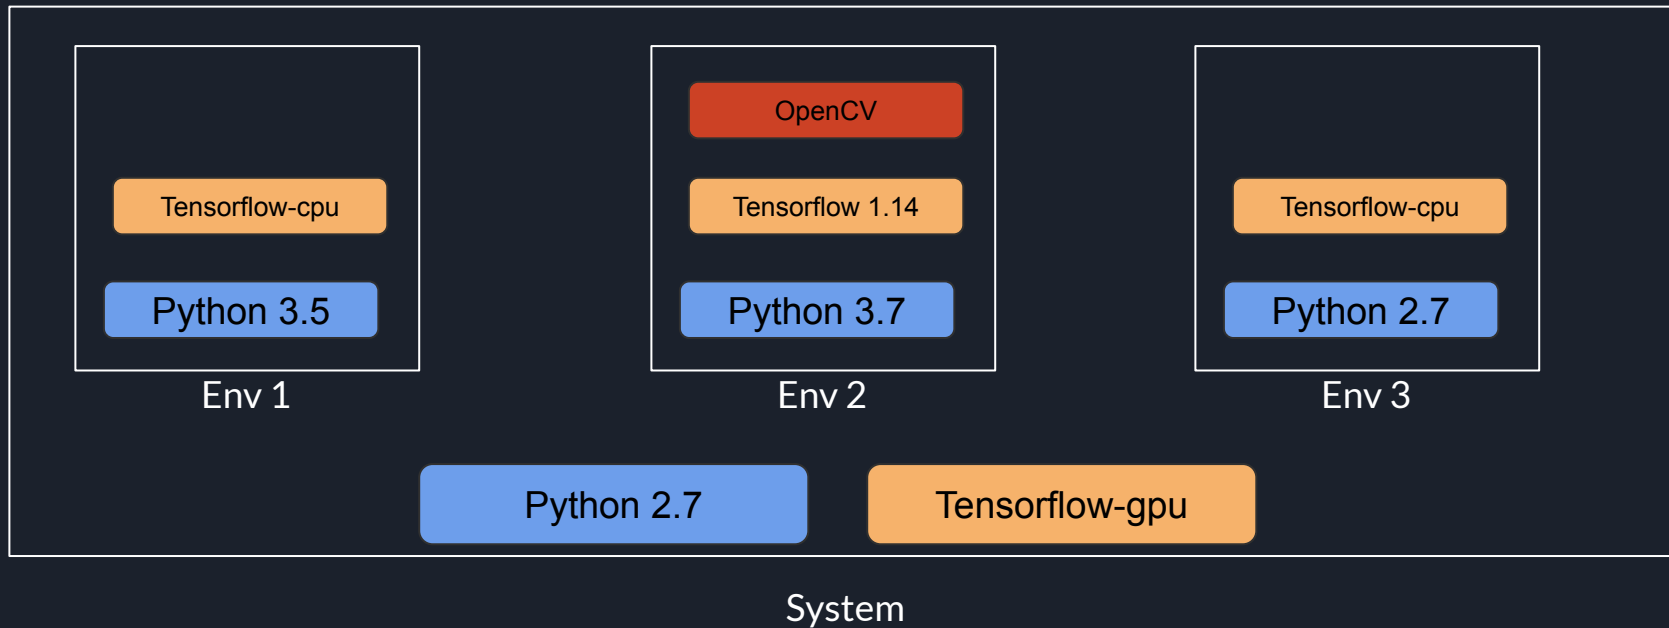 OpenCV
Tensorflow-cpu
Tensorflow 1.14
Tensorflow-cpu
Python 3.5
Python 3.7
Python 2.7
Env 1
Env 2
Env 3
Python 2.7
Tensorflow-gpu
System